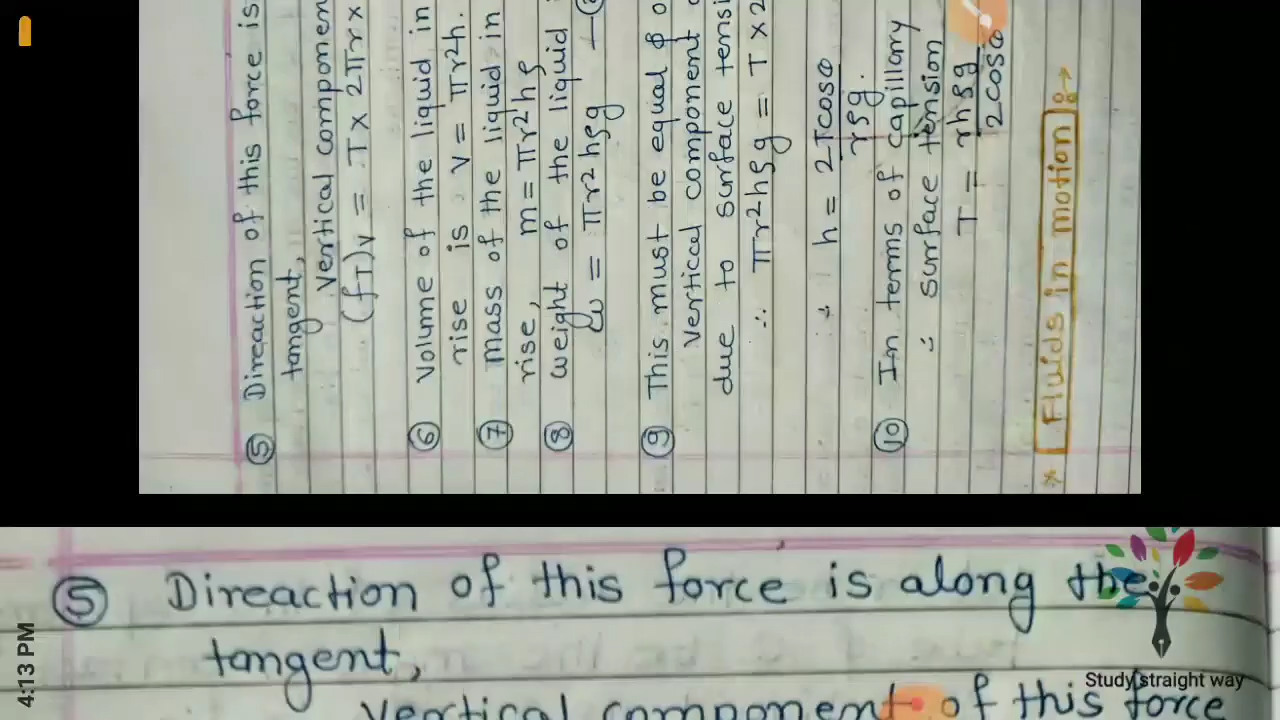 ⑤ Direaction of this force is
tangent,
Vertical componen
(fT)v = T x 2πr x
⑥ Volume of the liquid in
rise is v = πr²h.
⑦ mass of the liquid in
rise, m = πr²hρ
⑧ weight of the liquid
ω = πr²hρg —
⑨ This must be equal & o
vertical component
due to surface tensi
∴ πr²hρg = T x 2
∴ h = 2Tcosθ
rρg.
⑩ In terms of capillary
∴ surface tension
T = rhρg
2cosθ
* Fluids in motion :→
⑤ Direaction of this force is along the
tangent,
Vertical component of this force
Study straight way
4:13 PM